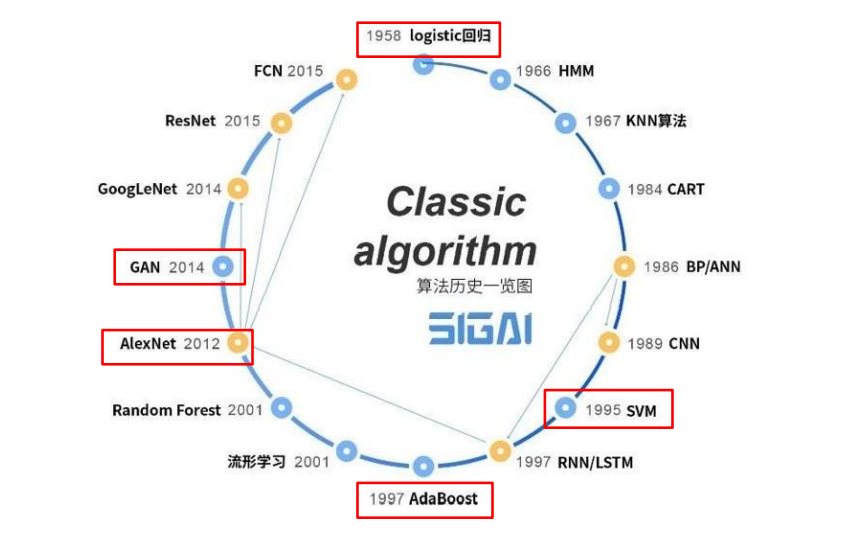 1958 logistic回归
FCN 2015
1966 HMM
ResNet 2015
1967 KNN算法
GoogLeNet 2014
1984 CART
Classic
algorithm
算法历史一览图
SIGAI
GAN 2014
1986 BP/ANN
AlexNet 2012
1989 CNN
Random Forest 2001
1995 SVM
流形学习 2001
1997 RNN/LSTM
1997 AdaBoost